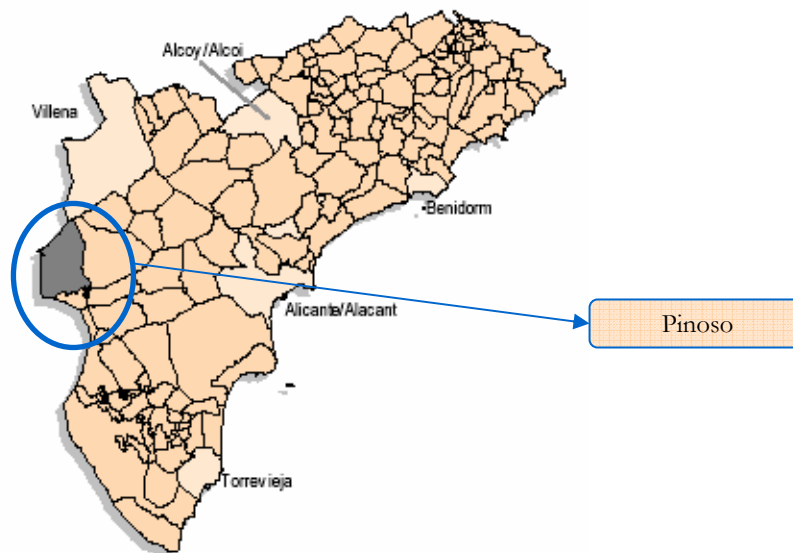 Alcoy/Alcoi
Villena
Benidorm
Alicante/Alacant
Pinoso
Torrevieja